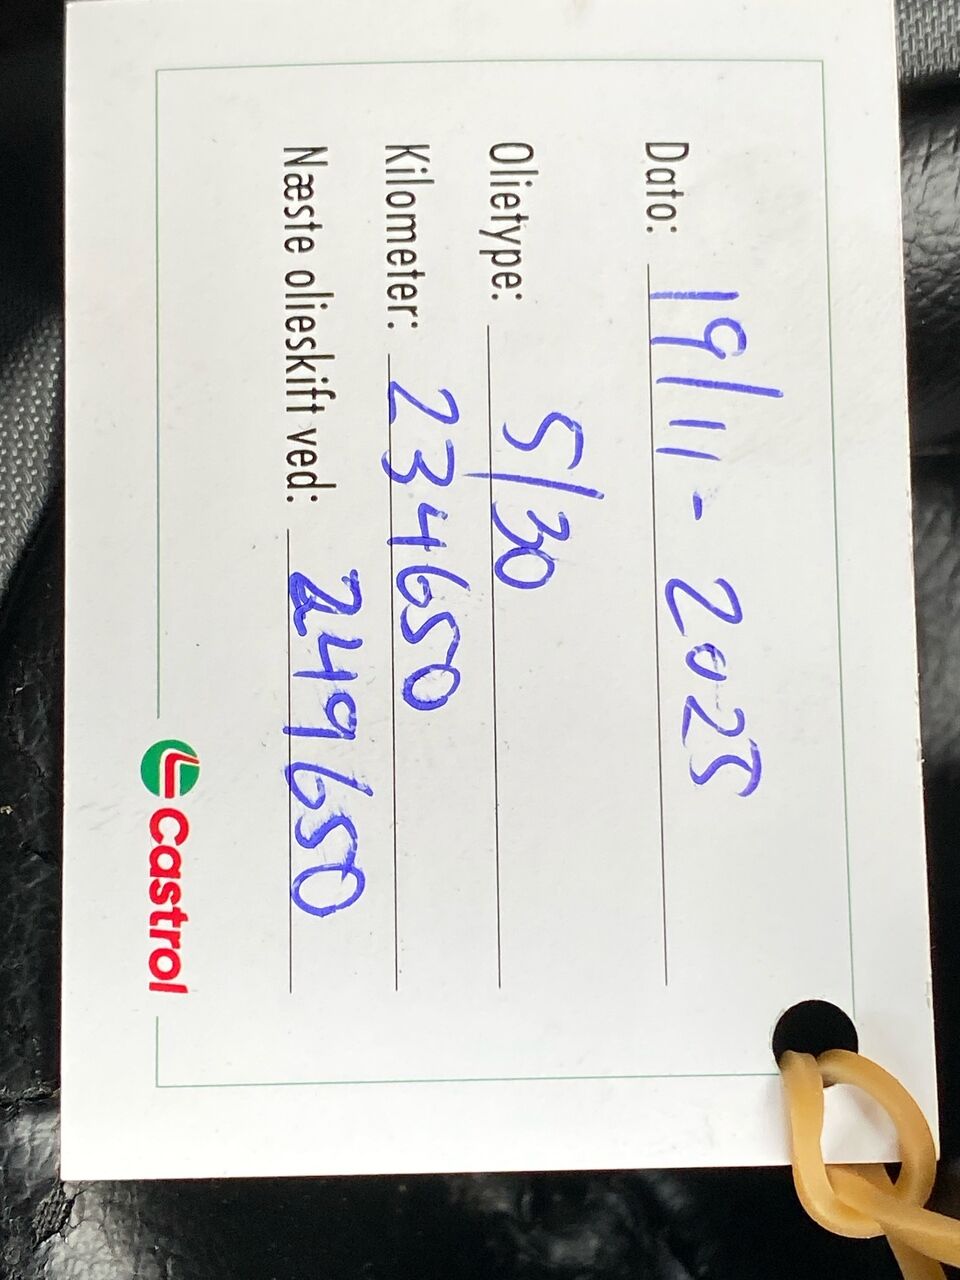 Dato: 19/11-2025
Olietype: 5/30
Kilometer: 234650
Næste olieskift ved: 249650
Castrol